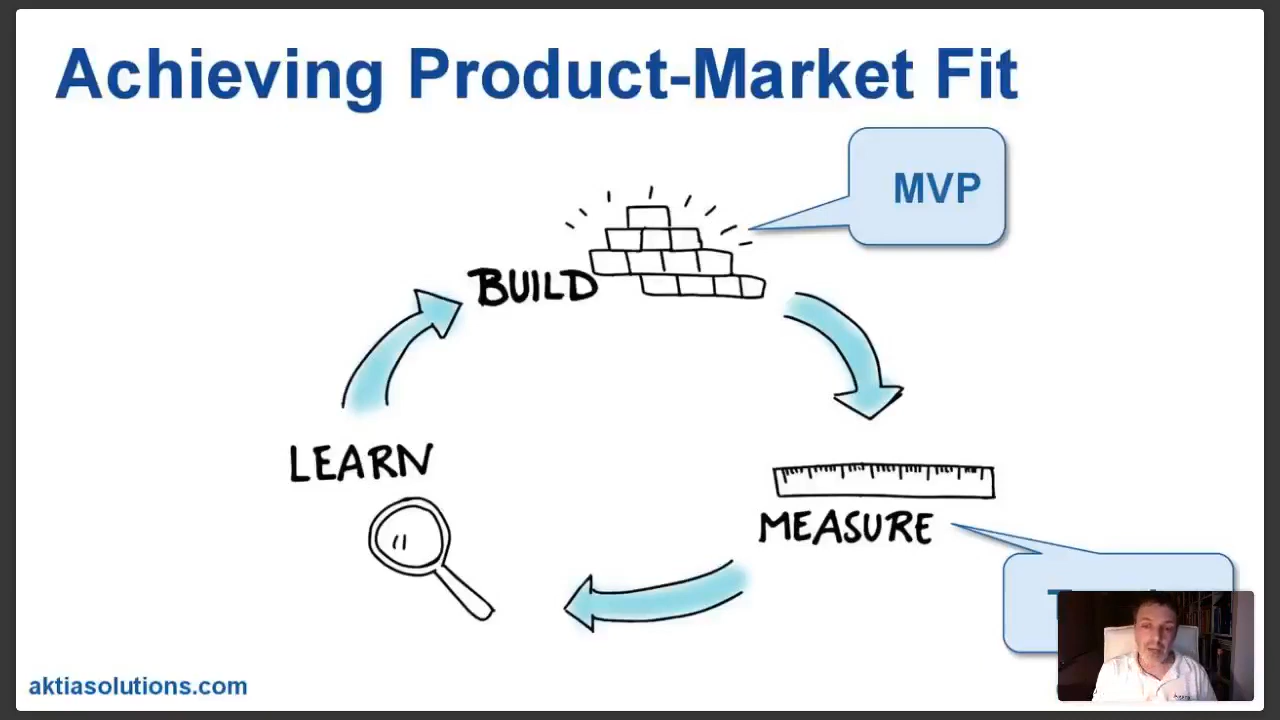 Achieving Product-Market Fit
MVP
BUILD
LEARN
MEASURE
aktiasolutions.com